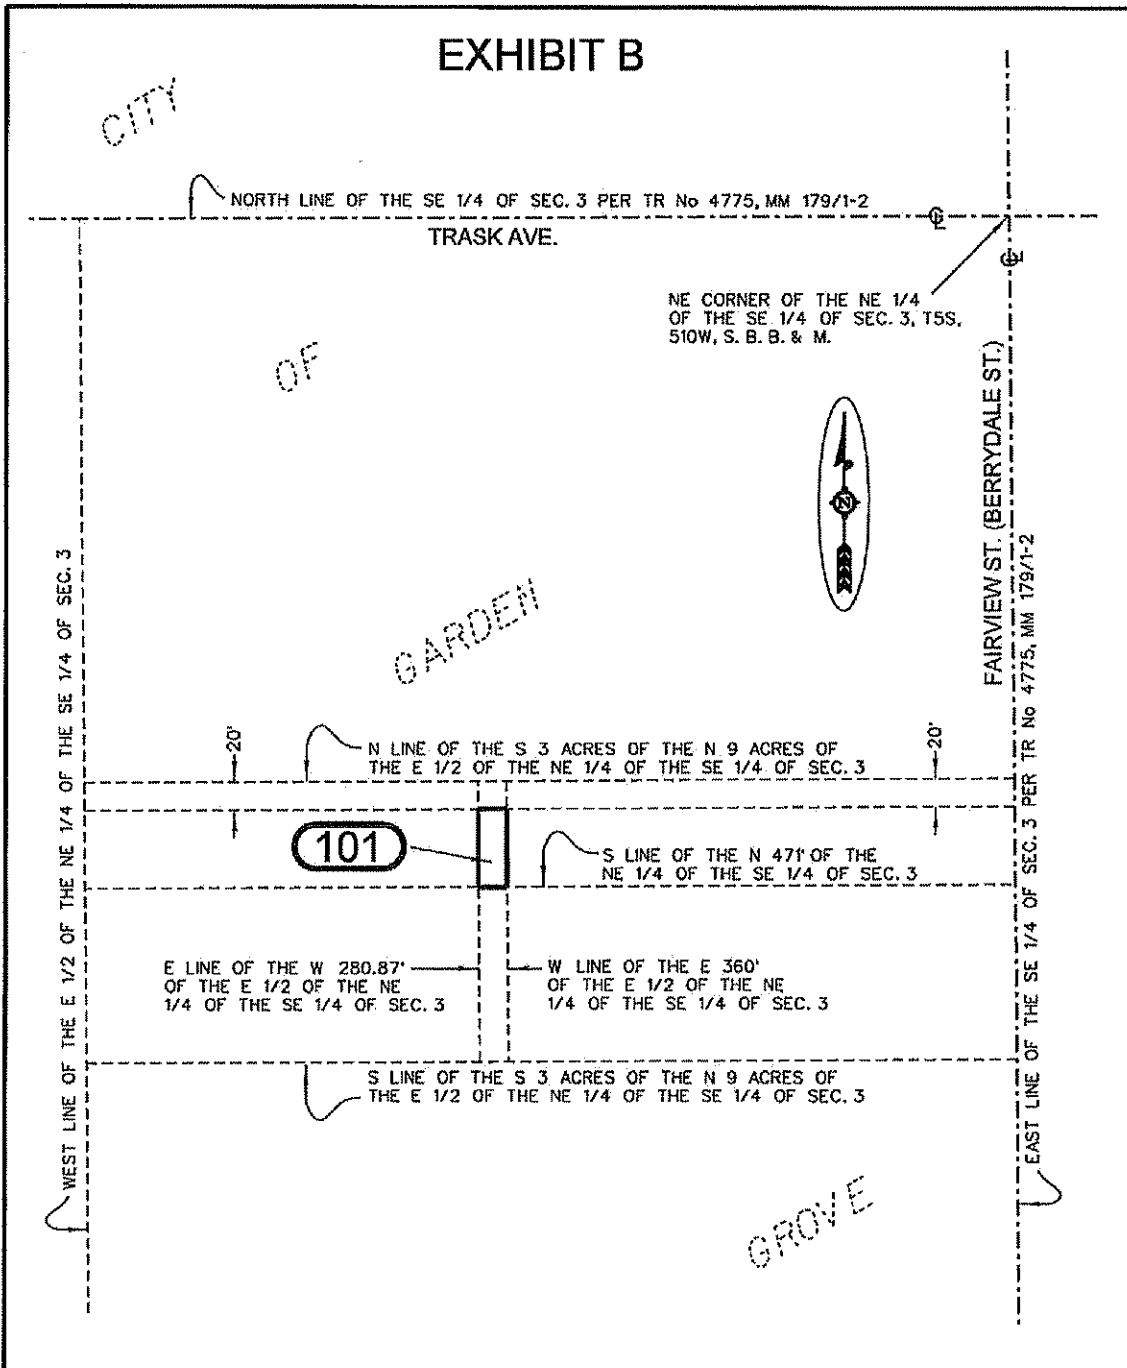 EXHIBIT B
CITY
NORTH LINE OF THE SE 1/4 OF SEC. 3 PER TR No 4775, MM 179/1-2
TRASK AVE.
NE CORNER OF THE NE 1/4
OF THE SE 1/4 OF SEC. 3, T5S,
510W, S. B. B. & M.
OF
FAIRVIEW ST. (BERRYDALE ST.)
N
GARDEN
WEST LINE OF THE E 1/2 OF THE NE 1/4 OF THE SE 1/4 OF SEC. 3
EAST LINE OF THE SE 1/4 OF SEC. 3 PER TR No 4775, MM 179/1-2
20'
N LINE OF THE S 3 ACRES OF THE N 9 ACRES OF
THE E 1/2 OF THE NE 1/4 OF THE SE 1/4 OF SEC. 3
20'
101
S LINE OF THE N 471' OF THE
NE 1/4 OF THE SE 1/4 OF SEC. 3
E LINE OF THE W 280.87'
OF THE E 1/2 OF THE NE
1/4 OF THE SE 1/4 OF SEC. 3
W LINE OF THE E 360'
OF THE E 1/2 OF THE NE
1/4 OF THE SE 1/4 OF SEC. 3
S LINE OF THE S 3 ACRES OF THE N 9 ACRES OF
THE E 1/2 OF THE NE 1/4 OF THE SE 1/4 OF SEC. 3
GROVE